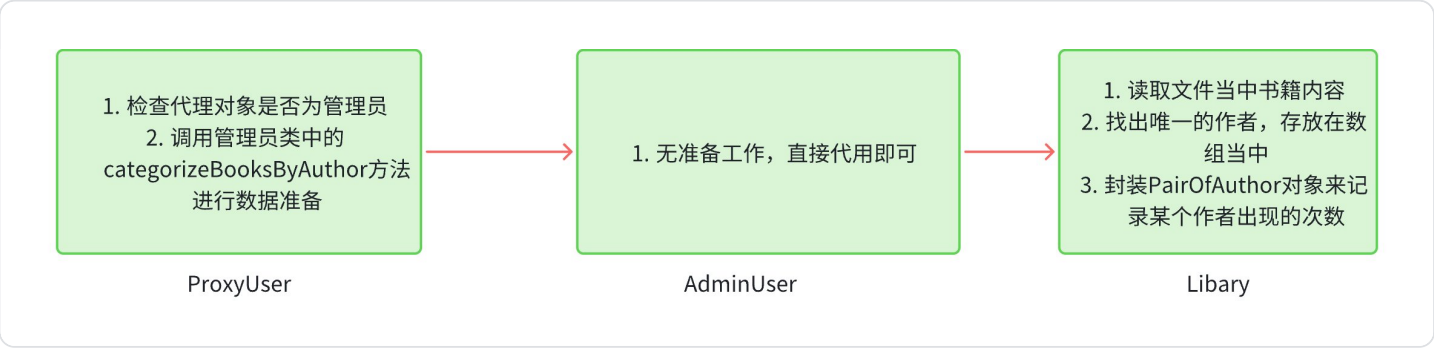 1. 检查代理对象是否为管理员
2. 调用管理员类中的
categorizeBooksByAuthor方法
进行数据准备
ProxyUser
1. 无准备工作，直接代用即可
AdminUser
1. 读取文件当中书籍内容
2. 找出唯一的作者，存放在数
组当中
3. 封装PairOfAuthor对象来记
录某个作者出现的次数
Libary